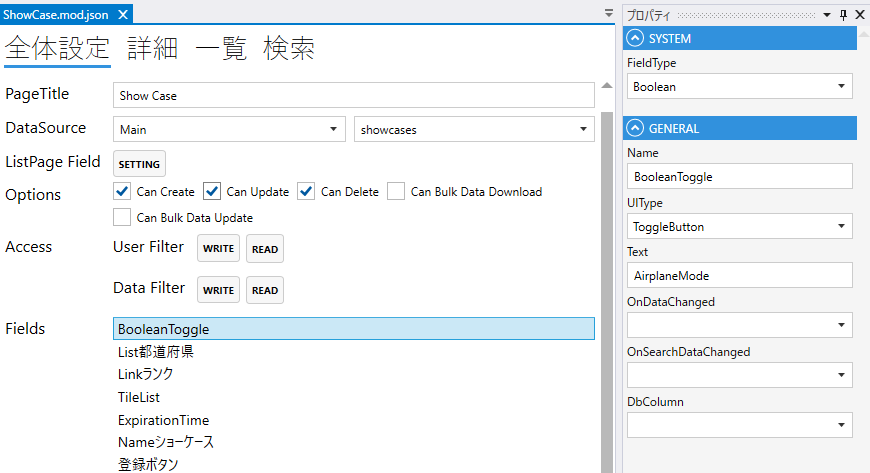 ShowCase.mod.json
全体設定 詳細 一覧 検索
PageTitle Show Case
DataSource Main showcases
ListPage Field SETTING
Options Can Create Can Update Can Delete Can Bulk Data Download
Can Bulk Data Update
Access User Filter WRITE READ
Data Filter WRITE READ
Fields BooleanToggle
List都道府県
Linkランク
TileList
ExpirationTime
Nameショーケース
登録ボタン
プロパティ
SYSTEM
FieldType
Boolean
GENERAL
Name
BooleanToggle
UIType
ToggleButton
Text
AirplaneMode
OnDataChanged
OnSearchDataChanged
DbColumn